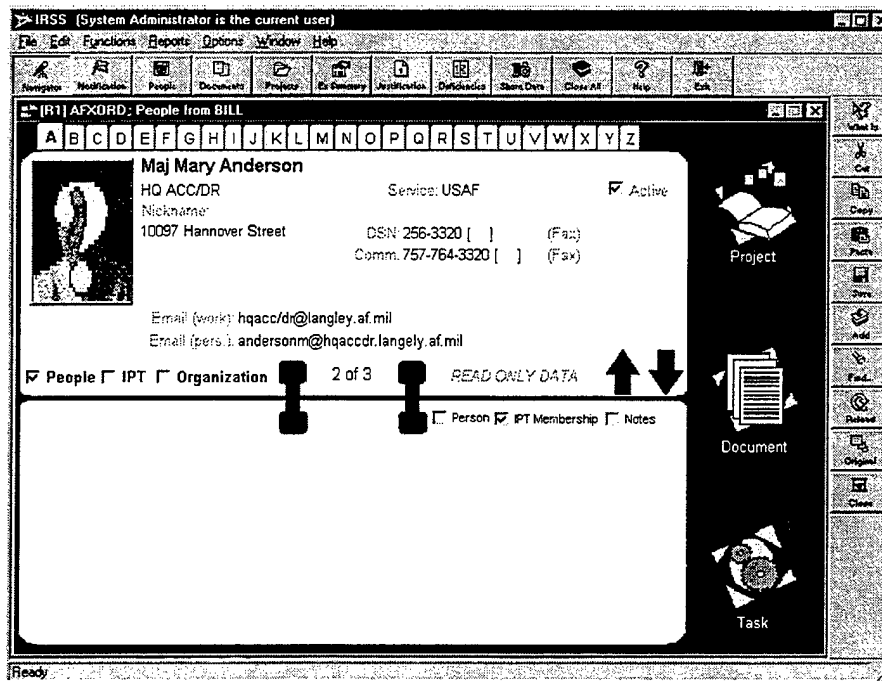 IRSS (System Administrator is the current user)
File Edit Functions Reports Options Window Help
Navigator Notification People Documents Projects Ex Summary Justification Deficiencies Share Data Close All Help Exit
[R1] AFXORD; People from BILL
A B C D E F G H I J K L M N O P Q R S T U V W X Y Z
Maj Mary Anderson
HQ ACC/DR Service: USAF Active
Nickname:
10097 Hannover Street DSN: 256-3320 [ ] (Fax)
Comm. 757-764-3320 [ ] (Fax)
Email (work): hqacc/dr@langley.af.mil
Email (pers.): andersonm@hqaccdr.langely.af.mil
People IPT Organization 2 of 3 READ ONLY DATA
Person IPT Membership Notes
Project
Document
Task
What Is
Cut
Copy
Paste
Save
Add
Find...
Reload
Original
Close
Ready